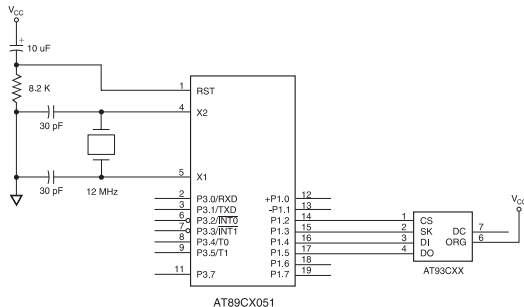 VCC
+
10 uF
8.2 K
1 RST
4 X2
30 pF
5 X1
30 pF
12 MHz
2 P3.0/RXD +P1.0 12
3 P3.1/TXD -P1.1 13
6 P3.2/INT0 P1.2 14
7 P3.3/INT1 P1.3 15
8 P3.4/T0 P1.4 16
9 P3.5/T1 P1.5 17
P1.6 18
11 P3.7 P1.7 19
AT89CX051
VCC
1 CS
2 SK DC 7
3 DI ORG 6
4 DO
AT93CXX